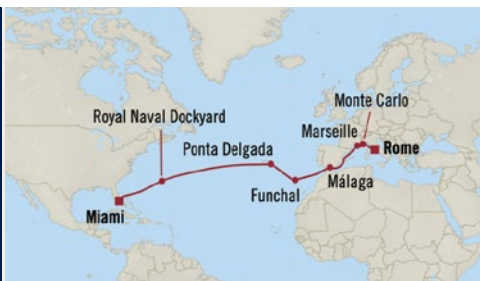 Monte Carlo
Royal Naval Dockyard
Marseille
Rome
Ponta Delgada
Málaga
Funchal
Miami